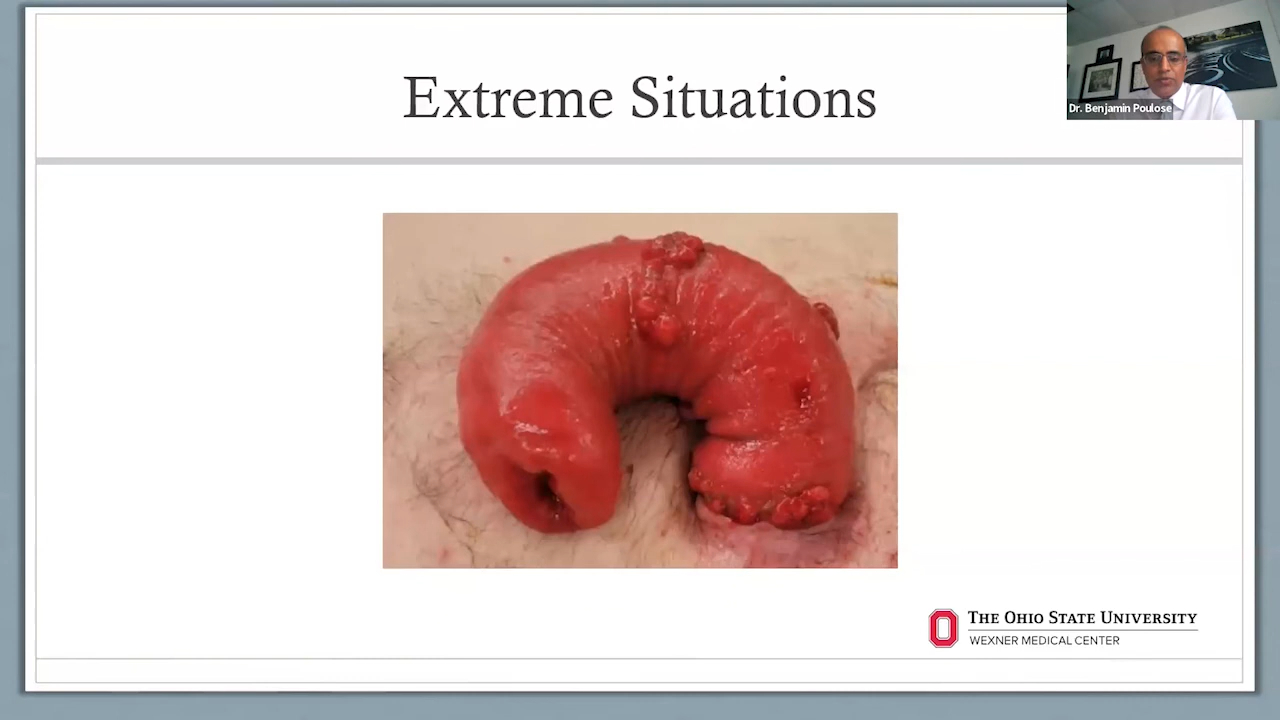 Extreme Situations
Dr. Benjamin Poulose
THE OHIO STATE UNIVERSITY
WEXNER MEDICAL CENTER